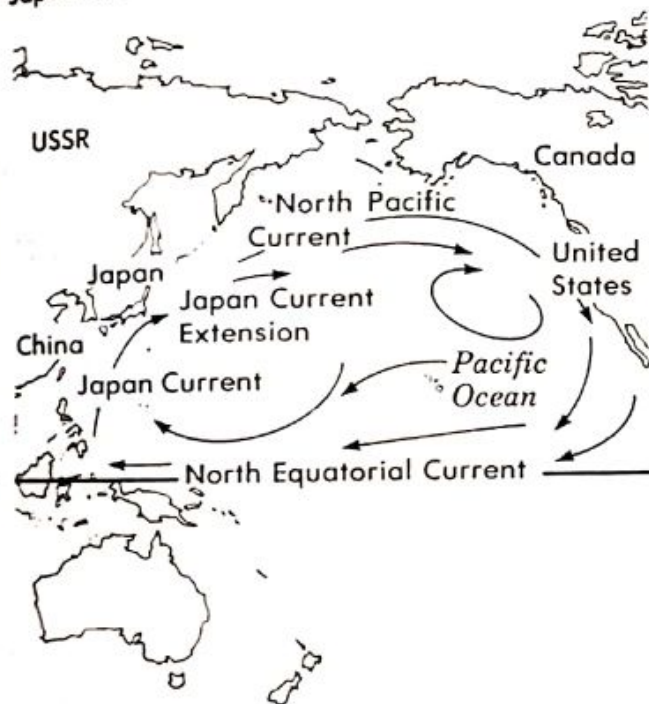 USSR
Canada
North Pacific
Current
United
States
Japan
Japan Current
Extension
China
Japan Current
Pacific
Ocean
North Equatorial Current